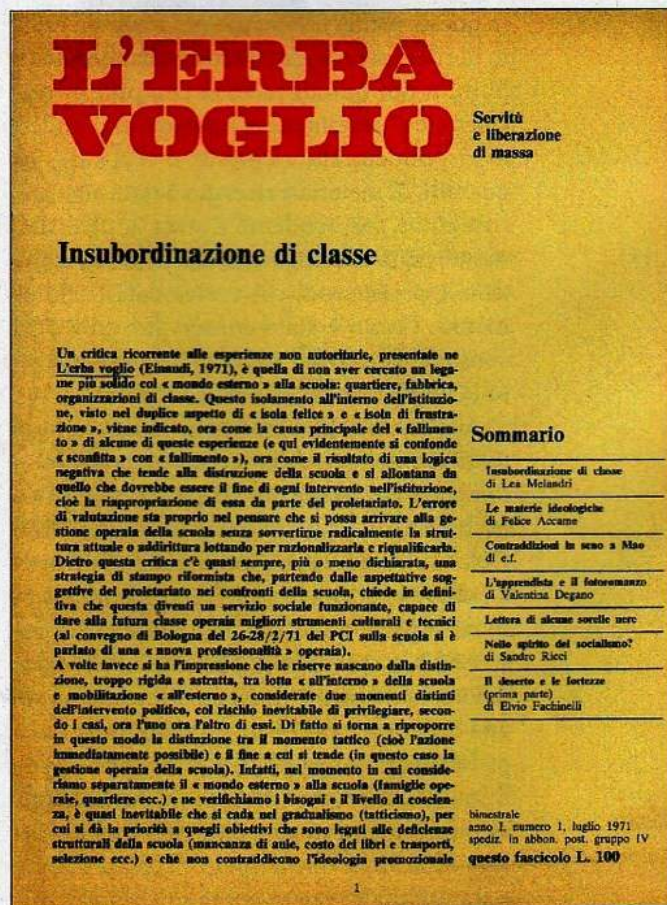 L'ERBA
VOGLIO
Servitù
e liberazione
di massa
Insubordinazione di classe
Un critica ricorrente alle esperienze non autoritarie, presentate ne
L'erba voglio (Einaudi, 1971), è quella di non aver cercato un lega-
me più solido col « mondo esterno » alla scuola: quartiere, fabbrica,
organizzazioni di classe. Questo isolamento all'interno dell'istituzio-
ne, visto nel duplice aspetto di « isola felice » e « isola di frustra-
zione », viene indicato, ora come la causa principale del « fallimen-
to » di alcune di queste esperienze (e qui evidentemente si confonde
« sconfitta » con « fallimento »), ora come il risultato di una logica
negativa che tende alla distruzione della scuola e si allontana da
quello che dovrebbe essere il fine di ogni intervento nell'istituzione,
cioè la riappropriazione di essa da parte del proletariato. L'errore
di valutazione sta proprio nel pensare che si possa arrivare alla ge-
stione operaia della scuola senza sovvertirne radicalmente la strut-
tura attuale o addirittura lottando per razionalizzarla e riqualificarla.
Dietro questa critica c'è quasi sempre, più o meno dichiarata, una
strategia di stampo riformista che, partendo dalle aspettative sog-
gettive del proletariato nei confronti della scuola, chiede in defini-
tiva che questa diventi un servizio sociale funzionante, capace di
dare alla futura classe operaia migliori strumenti culturali e tecnici
(al convegno di Bologna del 26-28/2/71 del PCI sulla scuola si è
parlato di una « nuova professionalità » operaia).
A volte invece si ha l'impressione che le riserve nascano dalla distin-
zione, troppo rigida e astratta, tra lotta « all'interno » della scuola
e mobilitazione « all'esterno », considerate due momenti distinti
dell'intervento politico, col rischio inevitabile di privilegiare, secon-
do i casi, ora l'uno ora l'altro di essi. Di fatto si torna a riproporre
in questo modo la distinzione tra il momento tattico (cioè l'azione
immediatamente possibile) e il fine a cui si tende (in questo caso la
gestione operaia della scuola). Infatti, nel momento in cui conside-
riamo separatamente il « mondo esterno » alla scuola (famiglie ope-
raie, quartiere ecc.) e ne verifichiamo i bisogni e il livello di coscien-
za, è quasi inevitabile che si cada nel gradualismo (tatticismo), per
cui si dà la priorità a quegli obiettivi che sono legati alle deficienze
strutturali della scuola (mancanza di aule, costo dei libri e trasporti,
selezione ecc.) e che non contraddicono l'ideologia promozionale
Sommario
Insubordinazione di classe
di Lea Melandri
Le materie ideologiche
di Felice Accame
Contraddizioni in seno a Mao
di e.f.
L'apprendista e il fotoromanzo
di Valentina Degano
Lettera di alcune sorelle nere
Nello spirito del socialismo?
di Sandro Ricci
Il deserto e le fortezze
(prima parte)
di Elvio Fachinelli
bimestrale
anno I, numero 1, luglio 1971
spediz. in abbon. post. gruppo IV
questo fascicolo L. 100
1